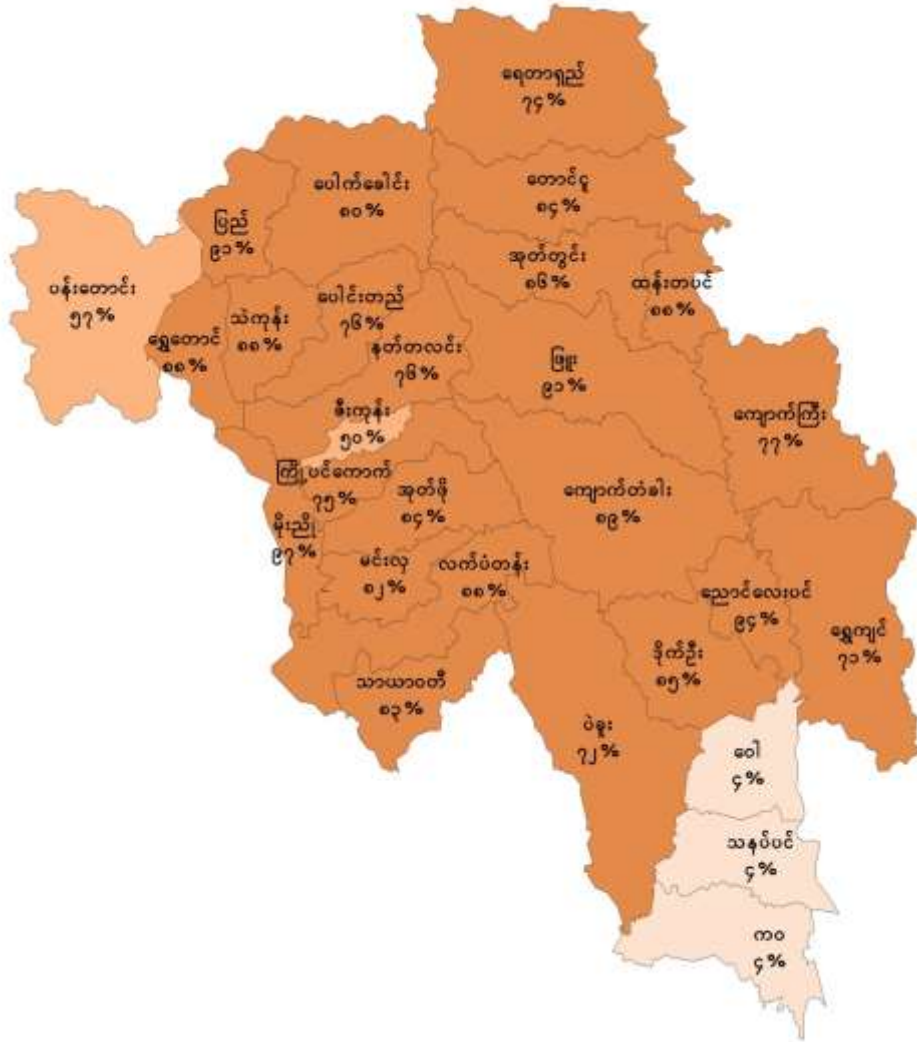 ရေတာရှည်
၇၄%
ပေါက်ခေါင်း
၈၀%
တောင်ငူ
၈၄%
ပြည်
၉၁%
အုတ်တွင်း
၈၆%
ထန်းတပင်
၈၈%
ပန်းတောင်း
၅၇%
ပေါင်းတည်
၇၆%
သဲကုန်း
၈၈%
ရွှေတောင်
၈၈%
နတ်တလင်း
၇၆%
ဖြူး
၉၁%
ကျောက်ကြီး
၇၇%
ဇီးကုန်း
၅၀%
ကြို့ပင်ကောက်
၇၅%
အုတ်ဖို
၈၄%
ကျောက်တံခါး
၈၉%
မိုးညို
၉၇%
မင်းလှ
၈၂%
လက်ပံတန်း
၈၈%
ညောင်လေးပင်
၉၄%
ရွှေကျင်
၇၁%
ဒိုက်ဦး
၈၅%
သာယာဝတီ
၈၃%
ပဲခူး
၇၂%
ဝေါ
၄%
သနပ်ပင်
၄%
ကဝ
၄%